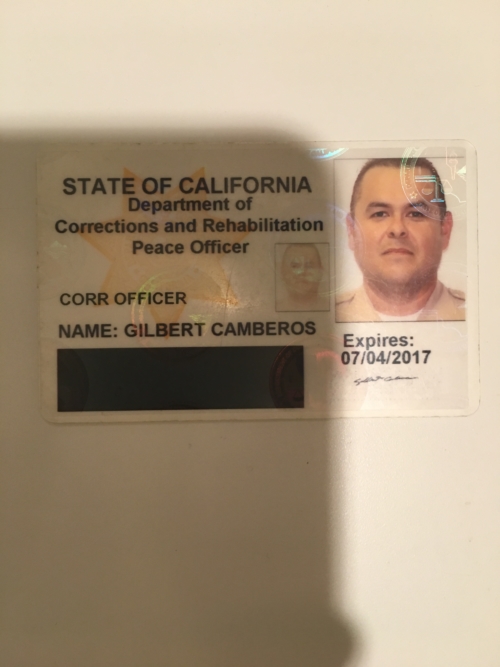 STATE OF CALIFORNIA
Department of
Corrections and Rehabilitation
Peace Officer
CORR OFFICER
NAME: GILBERT CAMBEROS
Expires:
07/04/2017